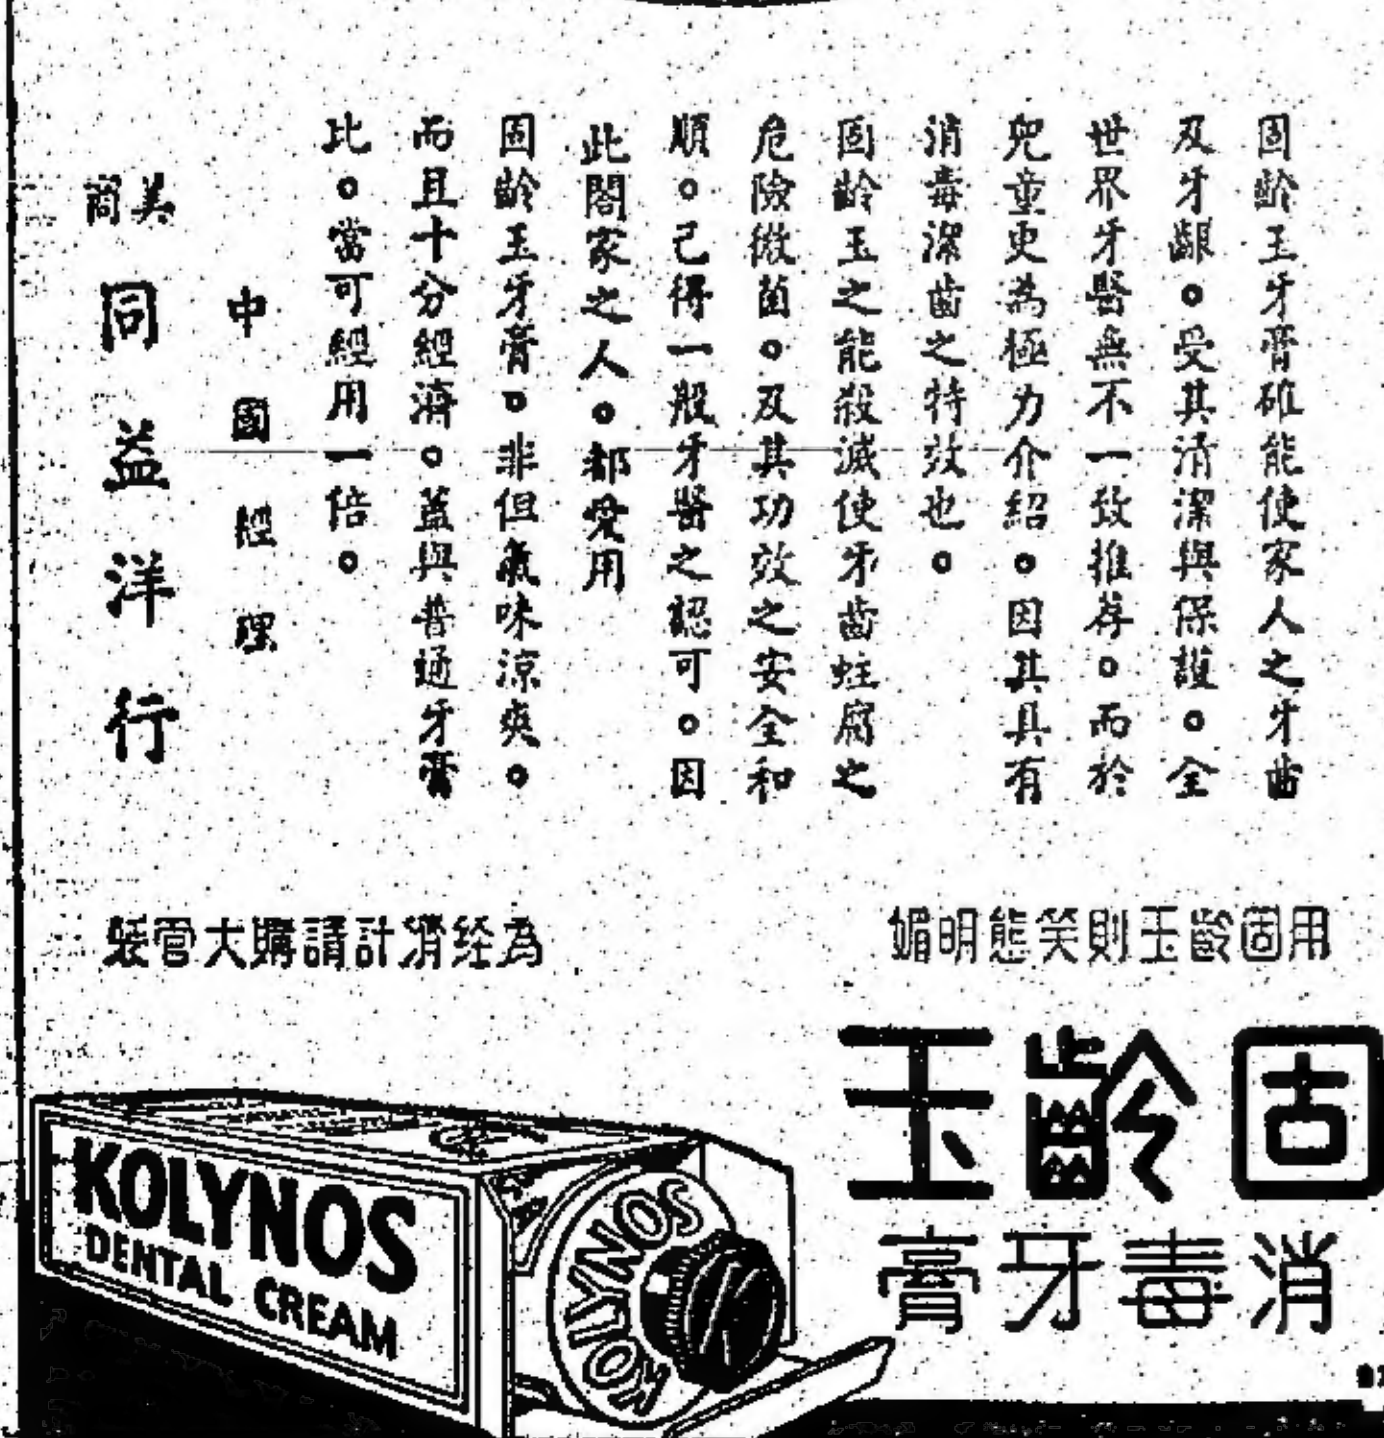 固齡玉牙膏確能使家人之牙齒
及牙齦。受其清潔與保護。全
世界牙醫無不一致推荐。而於
兒童更為極力介紹。因其具有
消毒潔齒之特效也。
固齡玉之能殺滅使牙齒蛀腐之
危險微菌。及其功效之安全和
順。己得一般牙醫之認可。因
此閤家之人。都愛用
固齡玉牙膏。非但氣味涼爽。
而且十分經濟。蓋與普通牙膏
比。當可經用一倍。
中國經理
美商
同益洋行
用固齡玉則笑態明媚
為经濟計請購大管裝
固齡玉
消毒牙膏
KOLYNOS
DENTAL CREAM
KOLYNOS